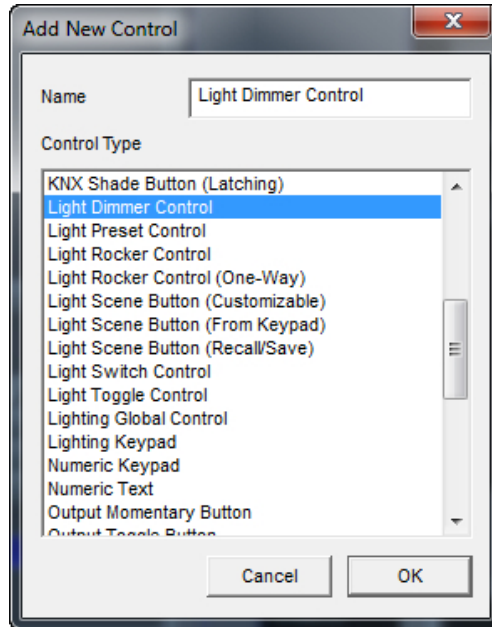 Add New Control
Name
Light Dimmer Control
Control Type
KNX Shade Button (Latching)
Light Dimmer Control
Light Preset Control
Light Rocker Control
Light Rocker Control (One-Way)
Light Scene Button (Customizable)
Light Scene Button (From Keypad)
Light Scene Button (Recall/Save)
Light Switch Control
Light Toggle Control
Lighting Global Control
Lighting Keypad
Numeric Keypad
Numeric Text
Output Momentary Button
Output Toggle Button
Cancel
OK